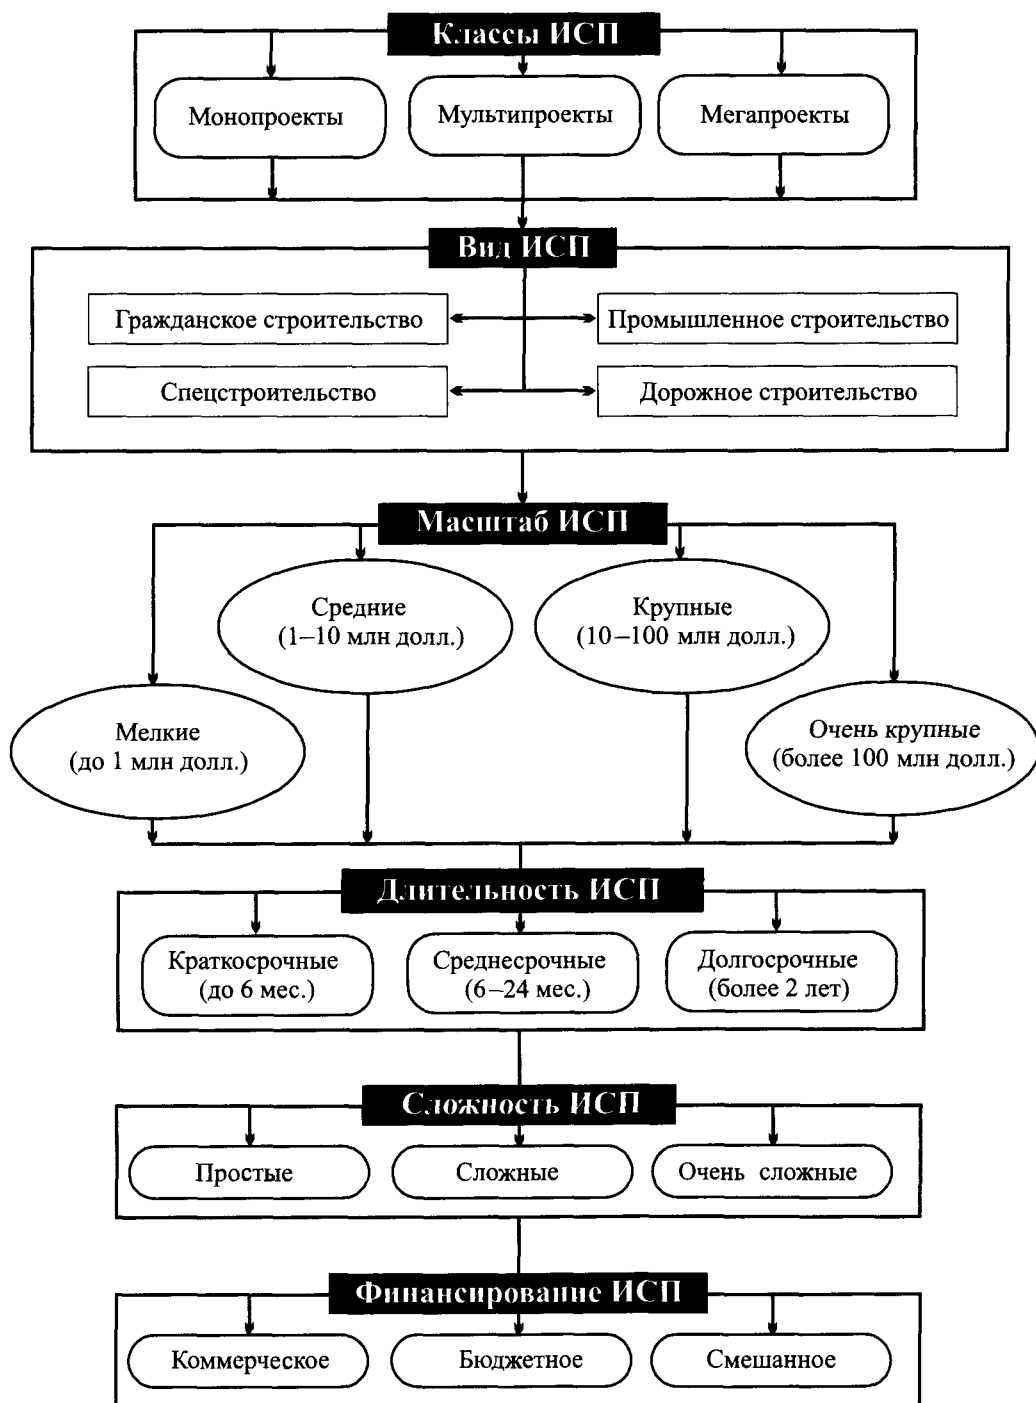 Классы ИСП
Монопроекты
Мультипроекты
Мегапроекты
Вид ИСП
Гражданское строительство
Промышленное строительство
Спецстроительство
Дорожное строительство
Масштаб ИСП
Средние
(1–10 млн долл.)
Крупные
(10–100 млн долл.)
Мелкие
(до 1 млн долл.)
Очень крупные
(более 100 млн долл.)
Длительность ИСП
Краткосрочные
(до 6 мес.)
Среднесрочные
(6–24 мес.)
Долгосрочные
(более 2 лет)
Сложность ИСП
Простые
Сложные
Очень сложные
Финансирование ИСП
Коммерческое
Бюджетное
Смешанное